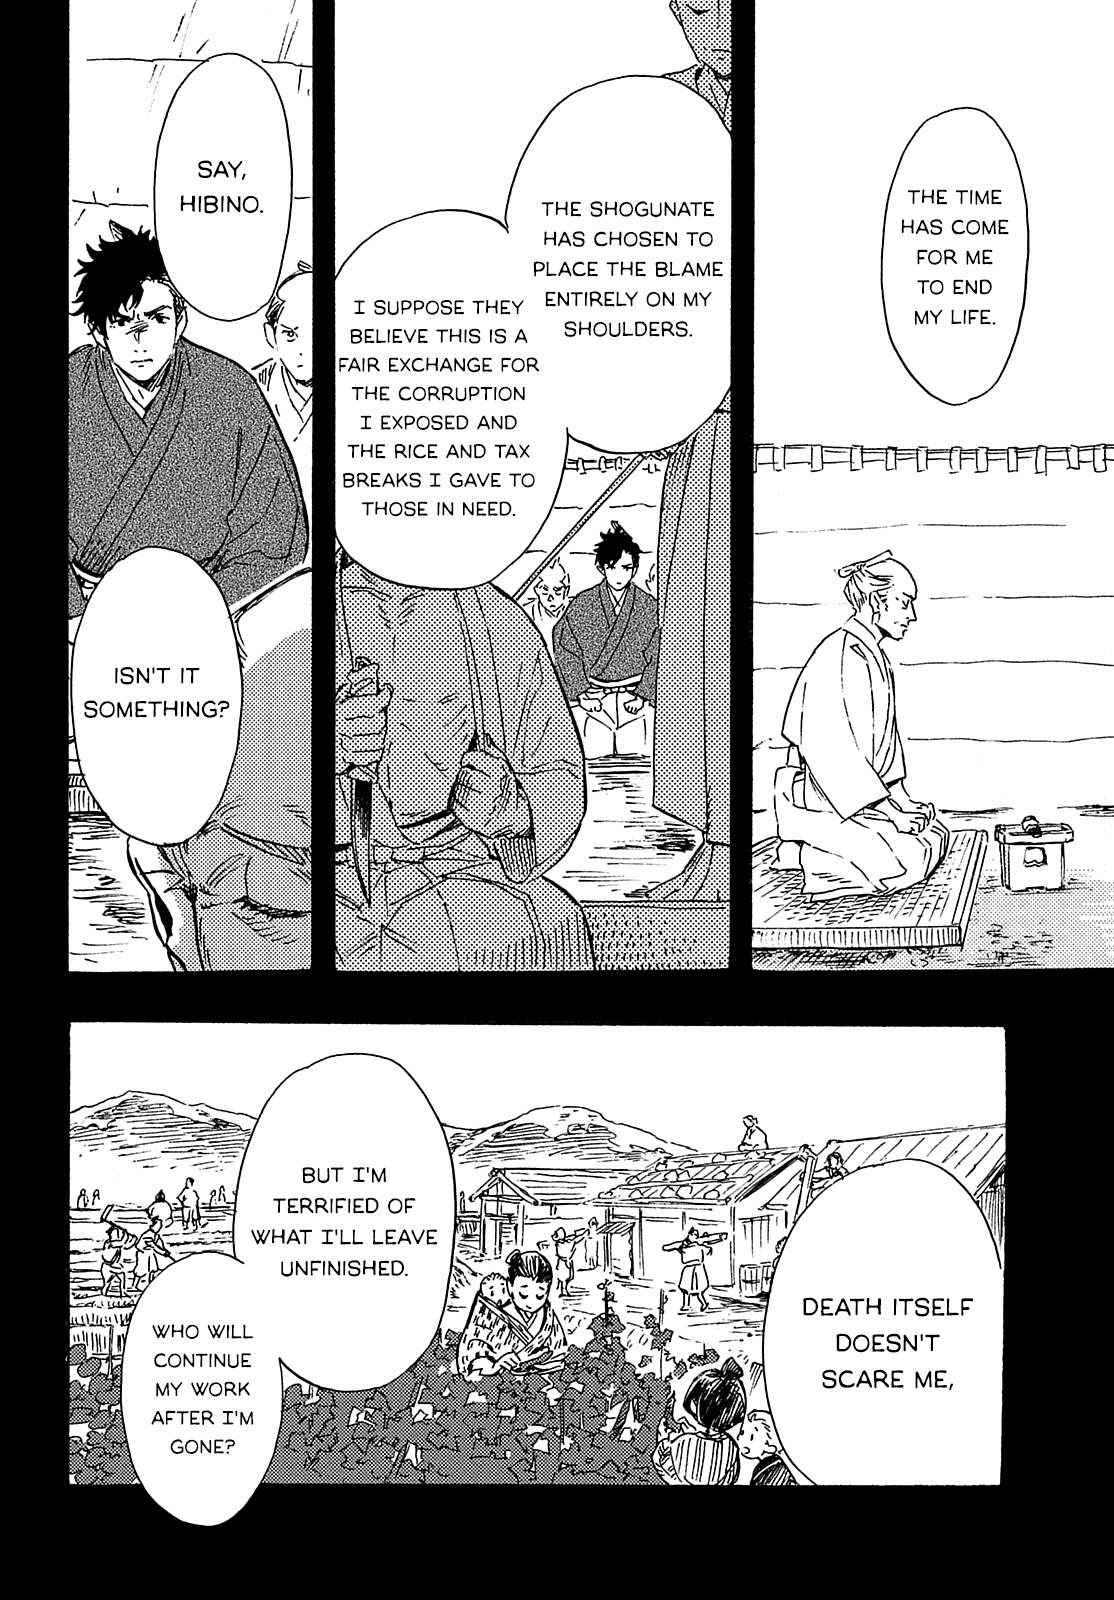 THE TIME
HAS COME
FOR ME
TO END
MY LIFE.
THE SHOGUNATE
HAS CHOSEN TO
PLACE THE BLAME
ENTIRELY ON MY
SHOULDERS.
I SUPPOSE THEY
BELIEVE THIS IS A
FAIR EXCHANGE FOR
THE CORRUPTION
I EXPOSED AND
THE RICE AND TAX
BREAKS I GAVE TO
THOSE IN NEED.
SAY,
HIBINO.
ISN'T IT
SOMETHING?
DEATH ITSELF
DOESN'T
SCARE ME,
BUT I'M
TERRIFIED OF
WHAT I'LL LEAVE
UNFINISHED.
WHO WILL
CONTINUE
MY WORK
AFTER I'M
GONE?